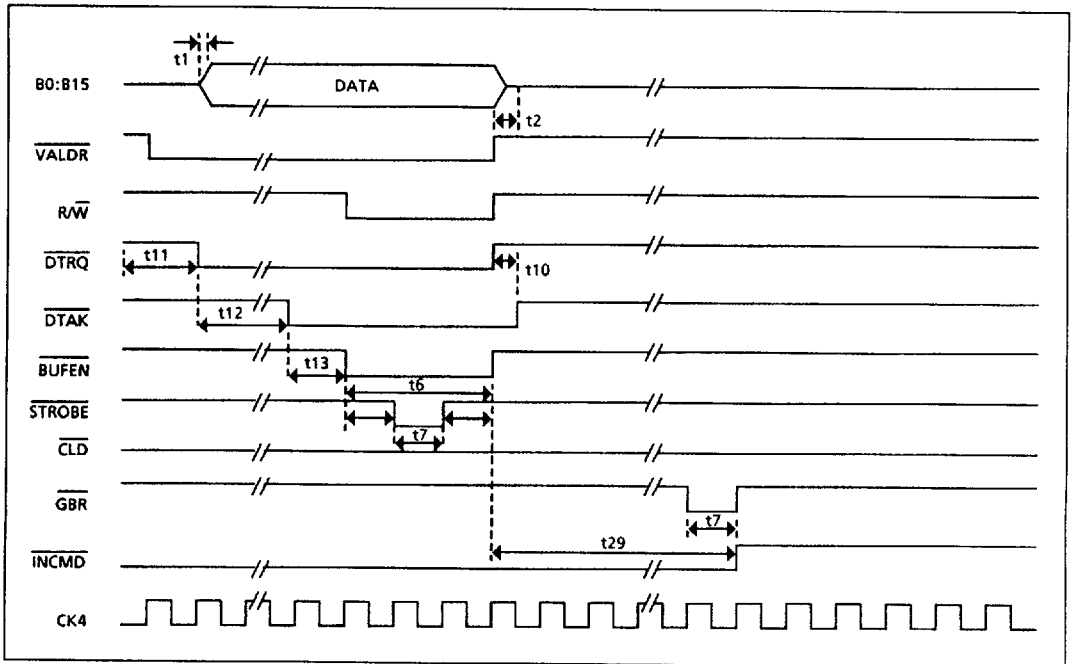 t1
B0:B15
DATA
t2
VALDR
R/W
DTRQ
t11
t10
DTAK
t12
BUFEN
t13
t6
STROBE
t7
CLD
GBR
t7
t29
INCMD
CK4